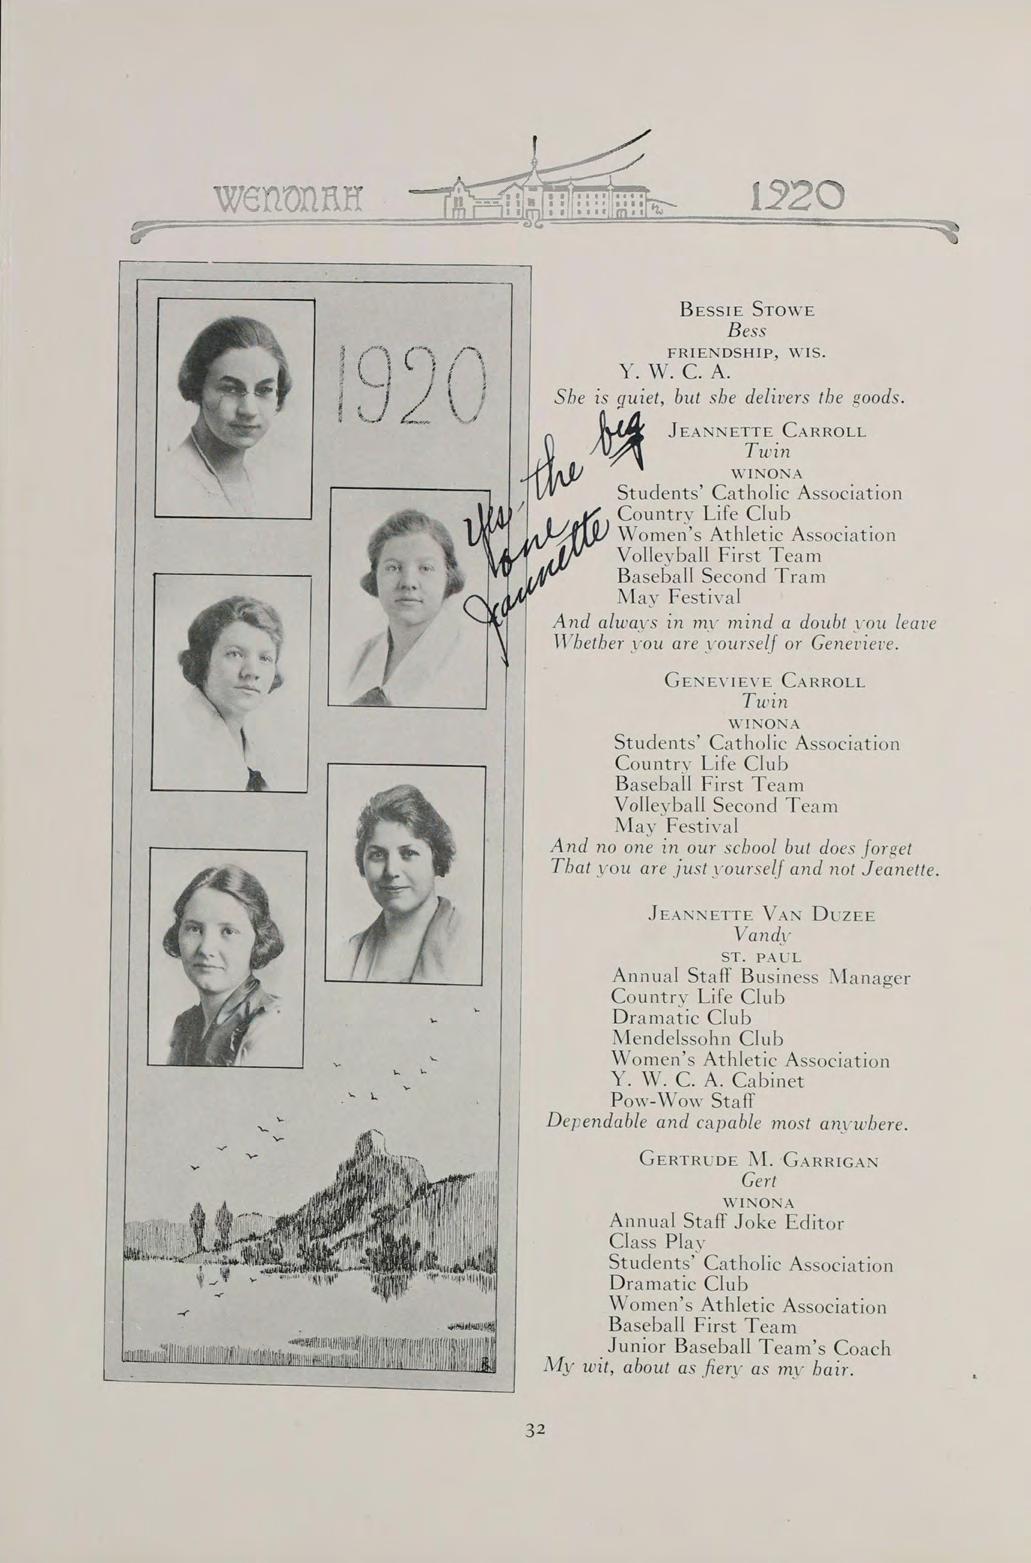 WENONAH
1920
1920
BESSIE STOWE
Bess
FRIENDSHIP, WIS.
Y. W. C. A.
She is quiet, but she delivers the goods.
Yes, the big
one
Jeannette
JEANNETTE CARROLL
Twin
WINONA
Students' Catholic Association
Country Life Club
Women's Athletic Association
Volleyball First Team
Baseball Second Tram
May Festival
And always in my mind a doubt you leave
Whether you are yourself or Genevieve.
GENEVIEVE CARROLL
Twin
WINONA
Students' Catholic Association
Country Life Club
Baseball First Team
Volleyball Second Team
May Festival
And no one in our school but does forget
That you are just yourself and not Jeanette.
JEANNETTE VAN DUZEE
Vandy
ST. PAUL
Annual Staff Business Manager
Country Life Club
Dramatic Club
Mendelssohn Club
Women's Athletic Association
Y. W. C. A. Cabinet
Pow-Wow Staff
Dependable and capable most anywhere.
GERTRUDE M. GARRIGAN
Gert
WINONA
Annual Staff Joke Editor
Class Play
Students' Catholic Association
Dramatic Club
Women's Athletic Association
Baseball First Team
Junior Baseball Team's Coach
My wit, about as fiery as my hair.
32